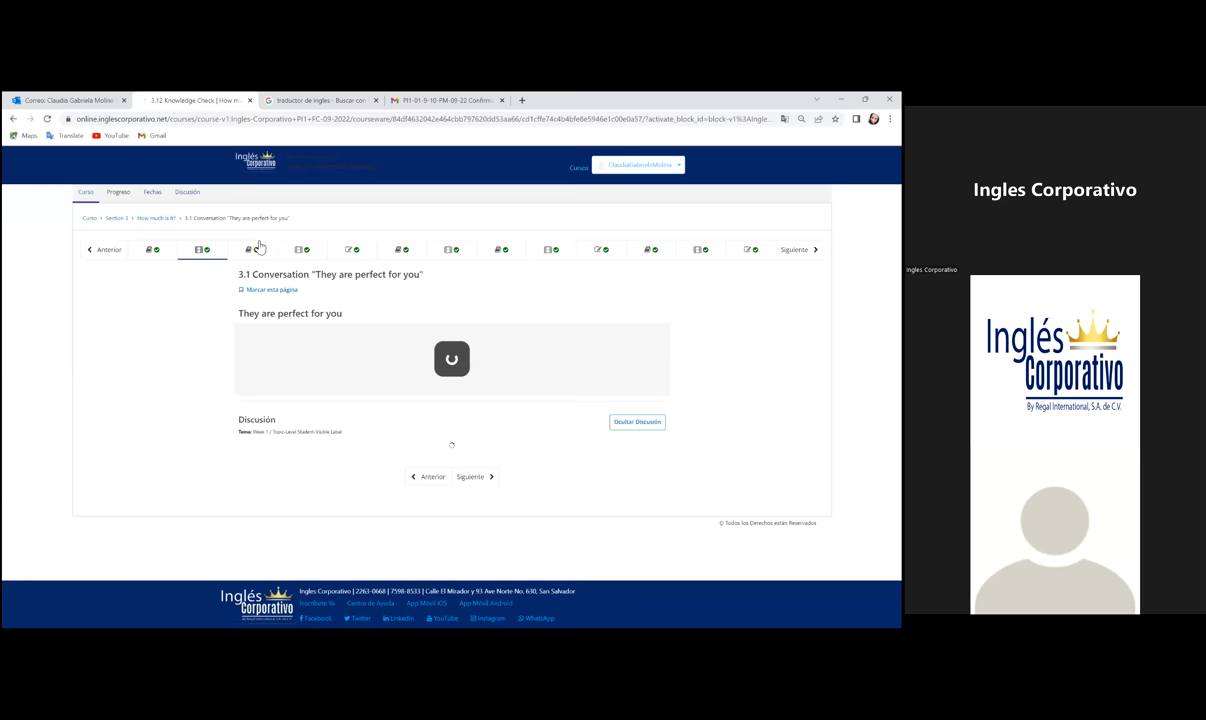 Correo: Claudia Gabriela Molina
3.12 Knowledge Check | How mu
traductor de ingles - Buscar con
PI1-01-9-10-PM-09-22 Confirm
online.inglescorporativo.net/courses/course-v1:Ingles-Corporativo+PI1+FC-09-2022/courseware/84df4632042e464cbb797620dd53aa66/cd1cffe74c4b4bfe8e5946e1c00e0a57/?activate_block_id=block-v1%3AIngle...
Maps
Translate
YouTube
Gmail
Inglés Corporativo
Cursos
ClaudiaGabrielaMolina
Curso
Progreso
Fechas
Discusión
Curso › Section 3 › How much is it? › 3.1 Conversation "They are perfect for you"
Anterior
Siguiente
3.1 Conversation "They are perfect for you"
Marcar esta página
They are perfect for you
Discusión
Ocultar Discusión
Tema: Week 1 / Topic-Level Student-Visible Label
Anterior
Siguiente
© Todos los Derechos están Reservados
Inglés Corporativo
Ingles Corporativo | 2263-0668 | 7598-8533 | Calle El Mirador y 93 Ave Norte No. 630, San Salvador
Inscríbete Ya
Centro de Ayuda
App Móvil IOS
App Móvil Android
Facebook
Twitter
LinkedIn
YouTube
Instagram
WhatsApp
Ingles Corporativo
Ingles Corporativo
Inglés
Corporativo
By Regal International, S.A. de C.V.